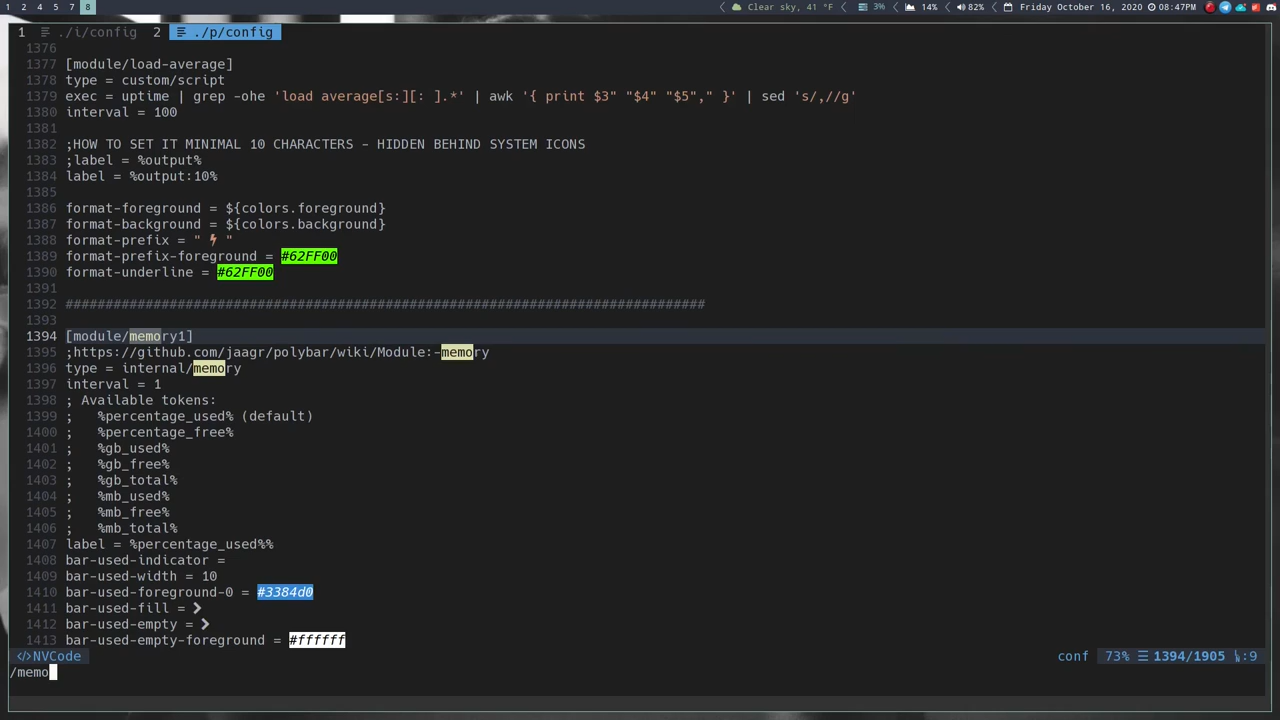 1 2 4 5 7 8 Clear sky, 41 °F 3% 14% 82% Friday October 16, 2020 08:47PM
1 ./i/config 2 ./p/config
1376
1377 [module/load-average]
1378 type = custom/script
1379 exec = uptime | grep -ohe 'load average[s:][: ].*' | awk '{ print $3" "$4" "$5"," }' | sed 's/,//g'
1380 interval = 100
1381
1382 ;HOW TO SET IT MINIMAL 10 CHARACTERS - HIDDEN BEHIND SYSTEM ICONS
1383 ;label = %output%
1384 label = %output:10%
1385
1386 format-foreground = ${colors.foreground}
1387 format-background = ${colors.background}
1388 format-prefix = "  "
1389 format-prefix-foreground = #62FF00
1390 format-underline = #62FF00
1391
1392 ################################################################################
1393
1394 [module/memory1]
1395 ;https://github.com/jaagr/polybar/wiki/Module:-memory
1396 type = internal/memory
1397 interval = 1
1398 ; Available tokens:
1399 ;   %percentage_used% (default)
1400 ;   %percentage_free%
1401 ;   %gb_used%
1402 ;   %gb_free%
1403 ;   %gb_total%
1404 ;   %mb_used%
1405 ;   %mb_free%
1406 ;   %mb_total%
1407 label = %percentage_used%%
1408 bar-used-indicator =
1409 bar-used-width = 10
1410 bar-used-foreground-0 = #3384d0
1411 bar-used-fill = 
1412 bar-used-empty = 
1413 bar-used-empty-foreground = #ffffff
NVCode conf 73% ☰ 1394/1905 :9
/memo